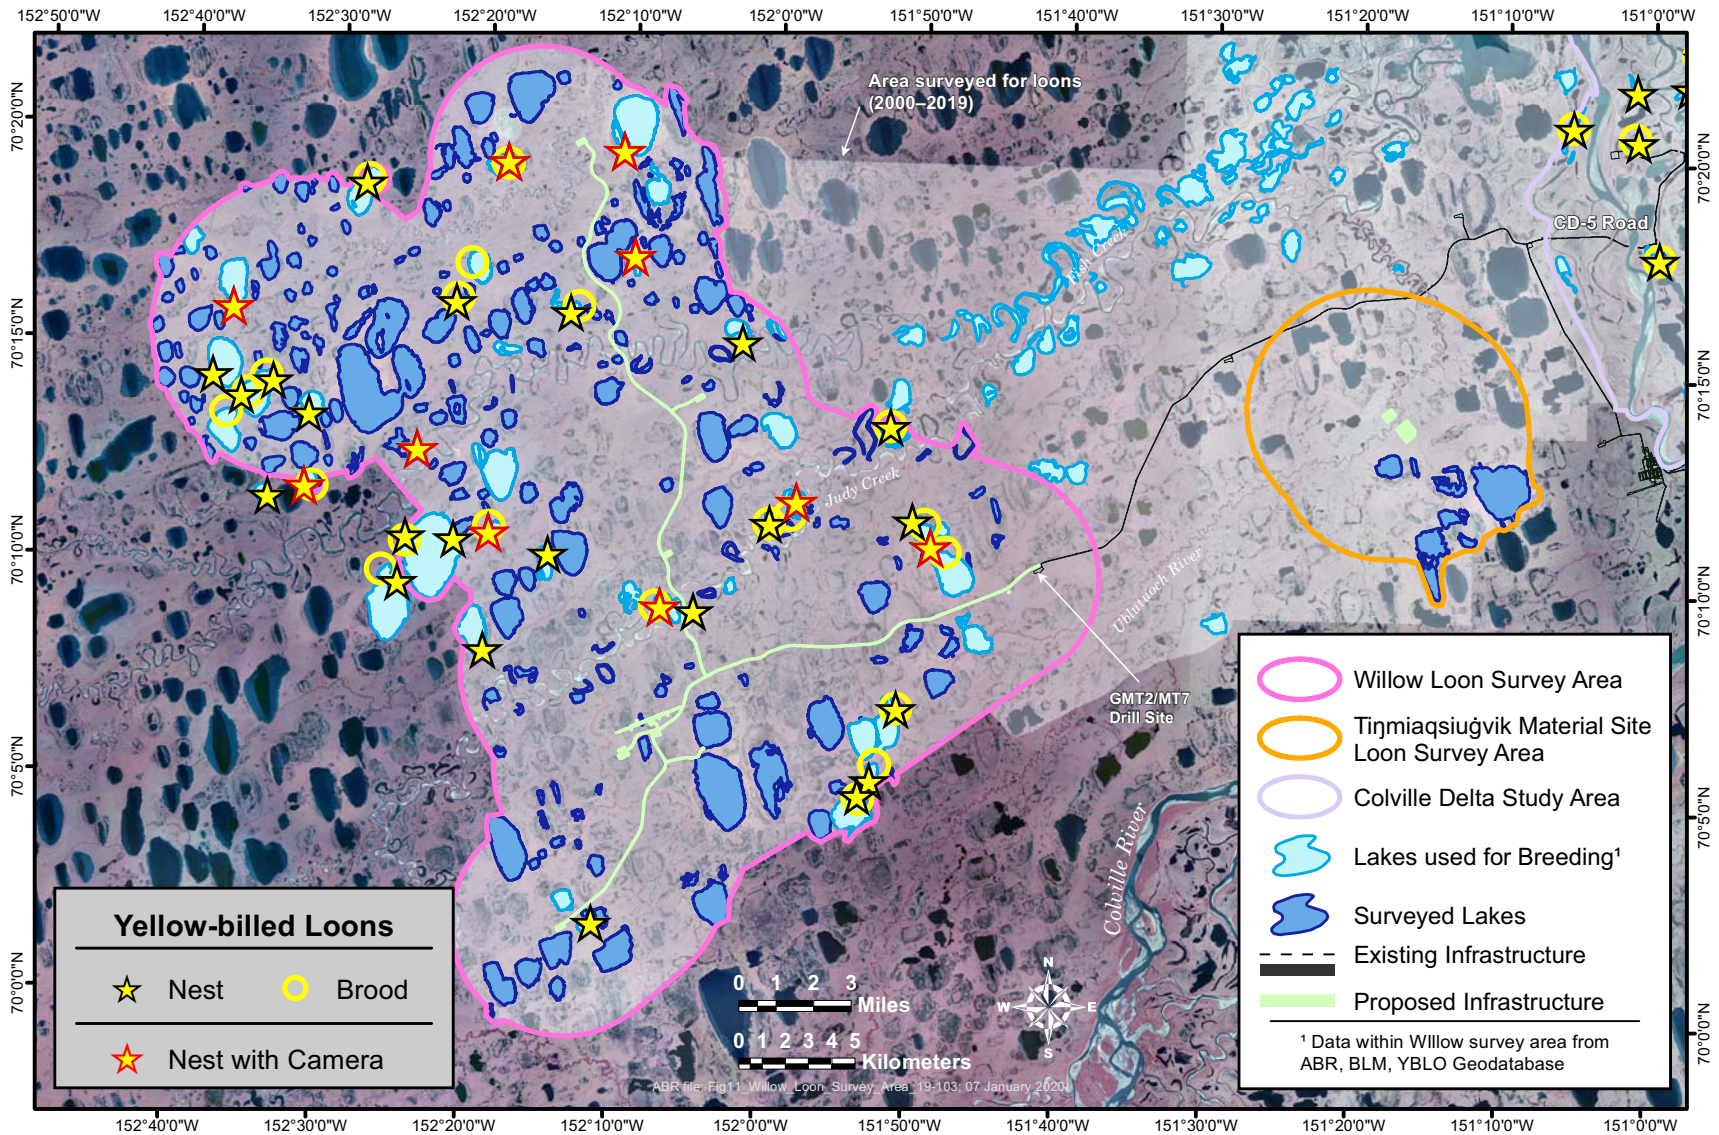 152°50'0"W 152°40'0"W 152°30'0"W 152°20'0"W 152°10'0"W 152°0'0"W 151°50'0"W 151°40'0"W 151°30'0"W 151°20'0"W 151°10'0"W 151°0'0"W
70°20'0"N
70°15'0"N
70°10'0"N
70°5'0"N
70°0'0"N
Area surveyed for loons
(2000–2019)
Fish Creek
CD-5 Road
Judy Creek
Ublutuoch River
GMT2/MT7
Drill Site
Colville River
70°20'0"N
70°15'0"N
70°10'0"N
70°5'0"N
70°0'0"N
Willow Loon Survey Area
Tiŋmiaqsiuġvik Material Site
Loon Survey Area
Colville Delta Study Area
Lakes used for Breeding¹
Surveyed Lakes
Existing Infrastructure
Proposed Infrastructure
¹ Data within WIllow survey area from
ABR, BLM, YBLO Geodatabase
Yellow-billed Loons
Nest Brood
Nest with Camera
0 1 2 3
Miles
0 1 2 3 4 5
Kilometers
N
W E
S
ABR file: Fig11_Willow_Loon_Survey_Area_19-103; 07 January 2020
152°40'0"W 152°30'0"W 152°20'0"W 152°10'0"W 152°0'0"W 151°50'0"W 151°40'0"W 151°30'0"W 151°20'0"W 151°10'0"W 151°0'0"W